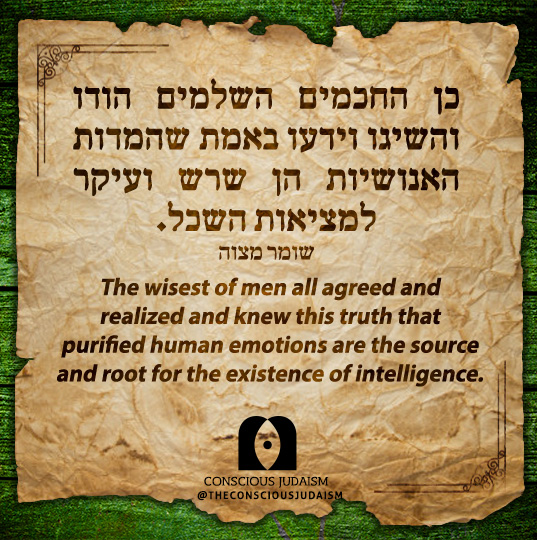 כן החכמים השלמים הודו
והשיגו וידעו באמת שהמדות
האנושיות הן שרש ועיקר
למציאות השכל.
שומר מצוה
The wisest of men all agreed and
realized and knew this truth that
purified human emotions are the source
and root for the existence of intelligence.
CONSCIOUS JUDAISM
@THECONSCIOUSJUDAISM